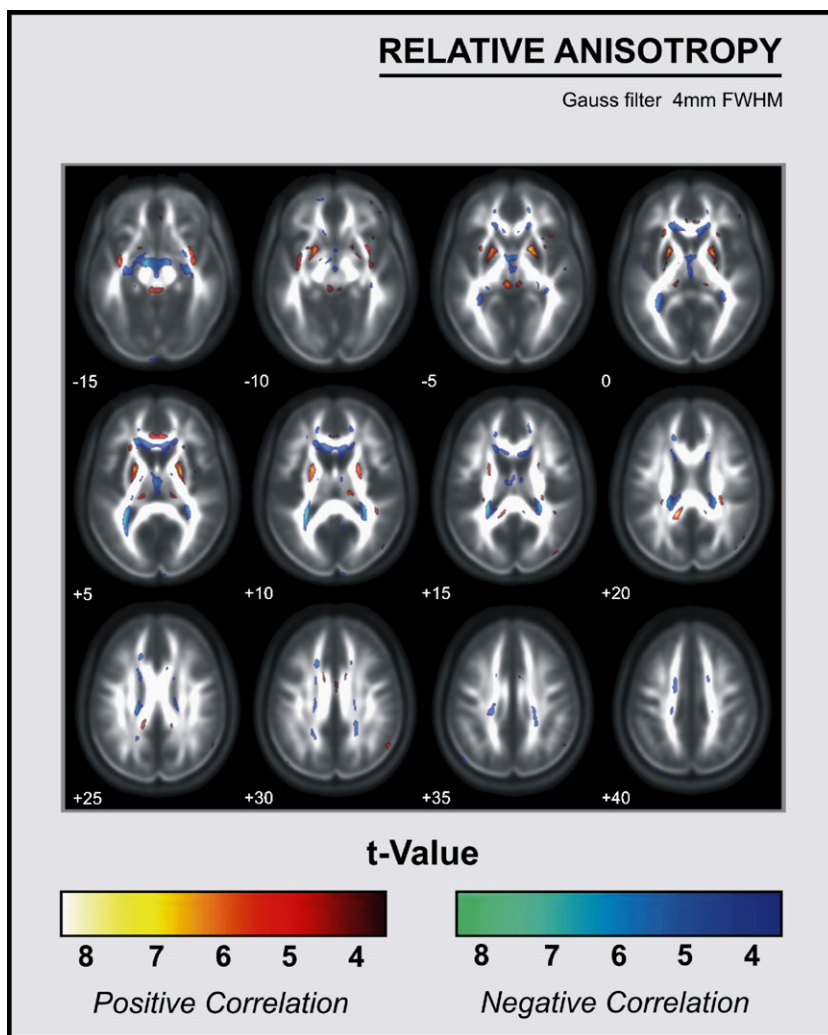 RELATIVE ANISOTROPY
Gauss filter 4mm FWHM
-15 -10 -5 0
+5 +10 +15 +20
+25 +30 +35 +40
t-Value
8 7 6 5 4 8 7 6 5 4
Positive Correlation Negative Correlation